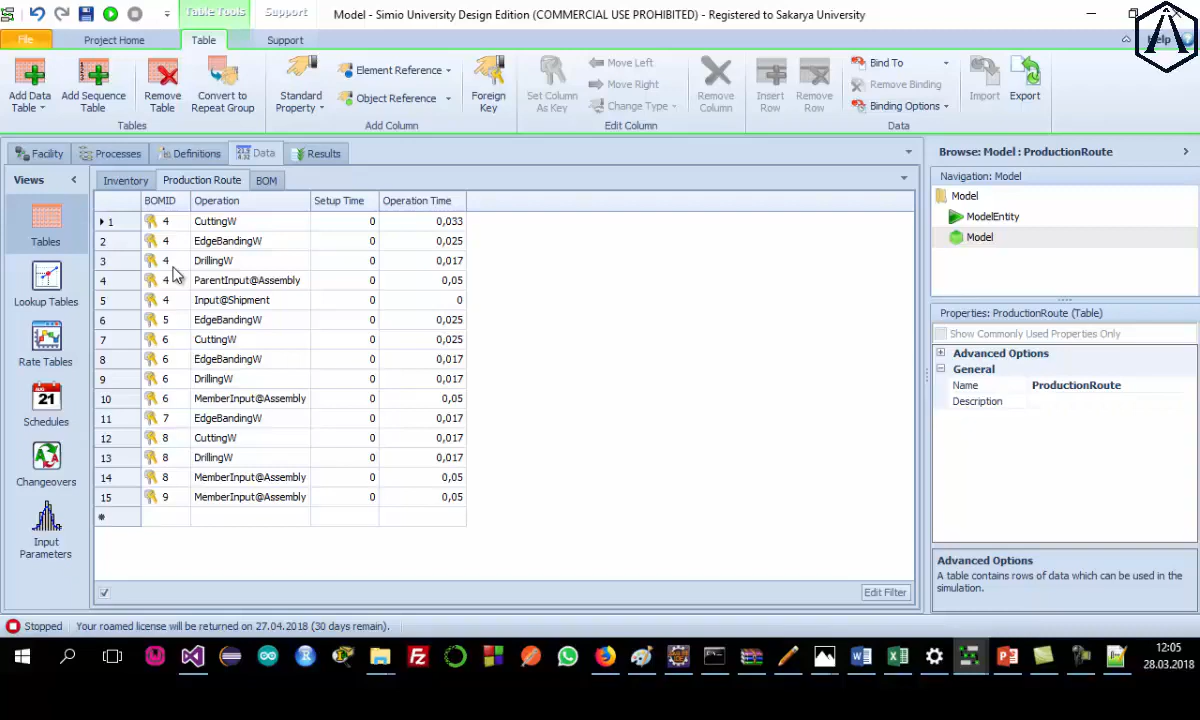 Table Tools Support Model - Simio University Design Edition (COMMERCIAL USE PROHIBITED) - Registered to Sakarya University
File Project Home Table Support Help
Add Data Table Add Sequence Table Remove Table Convert to Repeat Group Standard Property Element Reference Object Reference Foreign Key Set Column As Key Move Left Move Right Change Type Remove Column Insert Row Remove Row Bind To Remove Binding Binding Options Import Export
Tables Add Column Edit Column Data
Facility Processes Definitions Data Results
Views
Tables
Lookup Tables
Rate Tables
Schedules
Changeovers
Input Parameters
Inventory Production Route BOM
BOMID Operation Setup Time Operation Time
1 4 CuttingW 0 0,033
2 4 EdgeBandingW 0 0,025
3 4 DrillingW 0 0,017
4 4 ParentInput@Assembly 0 0,05
5 4 Input@Shipment 0 0
6 5 EdgeBandingW 0 0,025
7 6 CuttingW 0 0,025
8 6 EdgeBandingW 0 0,017
9 6 DrillingW 0 0,017
10 6 MemberInput@Assembly 0 0,05
11 7 EdgeBandingW 0 0,017
12 8 CuttingW 0 0,017
13 8 DrillingW 0 0,017
14 8 MemberInput@Assembly 0 0,05
15 9 MemberInput@Assembly 0 0,05
Edit Filter
Browse: Model : ProductionRoute
Navigation: Model
Model
ModelEntity
Model
Properties: ProductionRoute (Table)
Show Commonly Used Properties Only
Advanced Options
General
Name ProductionRoute
Description
Advanced Options
A table contains rows of data which can be used in the
simulation.
Stopped Your roamed license will be returned on 27.04.2018 (30 days remain).
12:05
28.03.2018